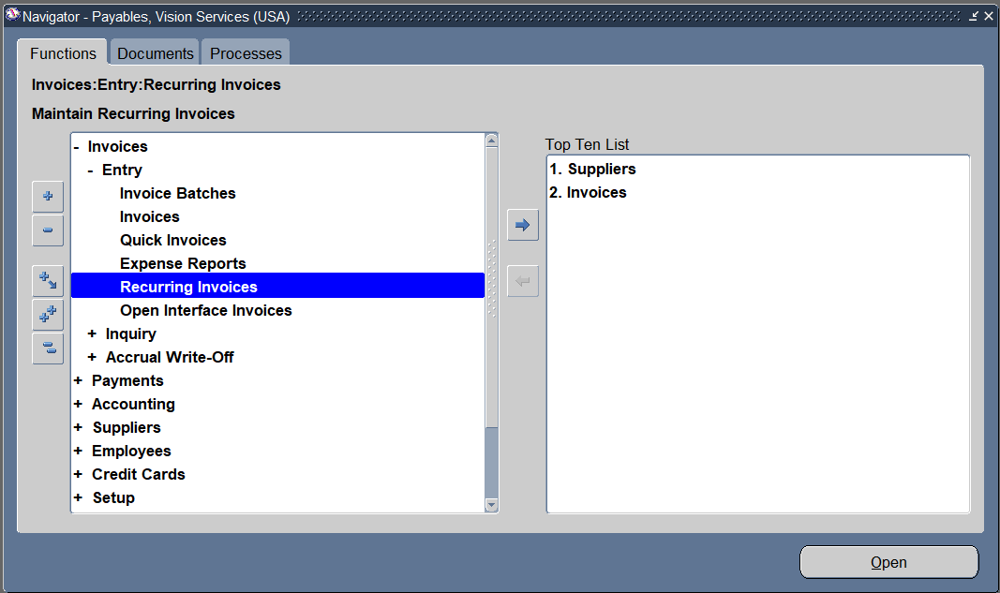 Navigator - Payables, Vision Services (USA)
Functions
Documents
Processes
Invoices:Entry:Recurring Invoices
Maintain Recurring Invoices
- Invoices
- Entry
Invoice Batches
Invoices
Quick Invoices
Expense Reports
Recurring Invoices
Open Interface Invoices
+ Inquiry
+ Accrual Write-Off
+ Payments
+ Accounting
+ Suppliers
+ Employees
+ Credit Cards
+ Setup
Top Ten List
1. Suppliers
2. Invoices
Open